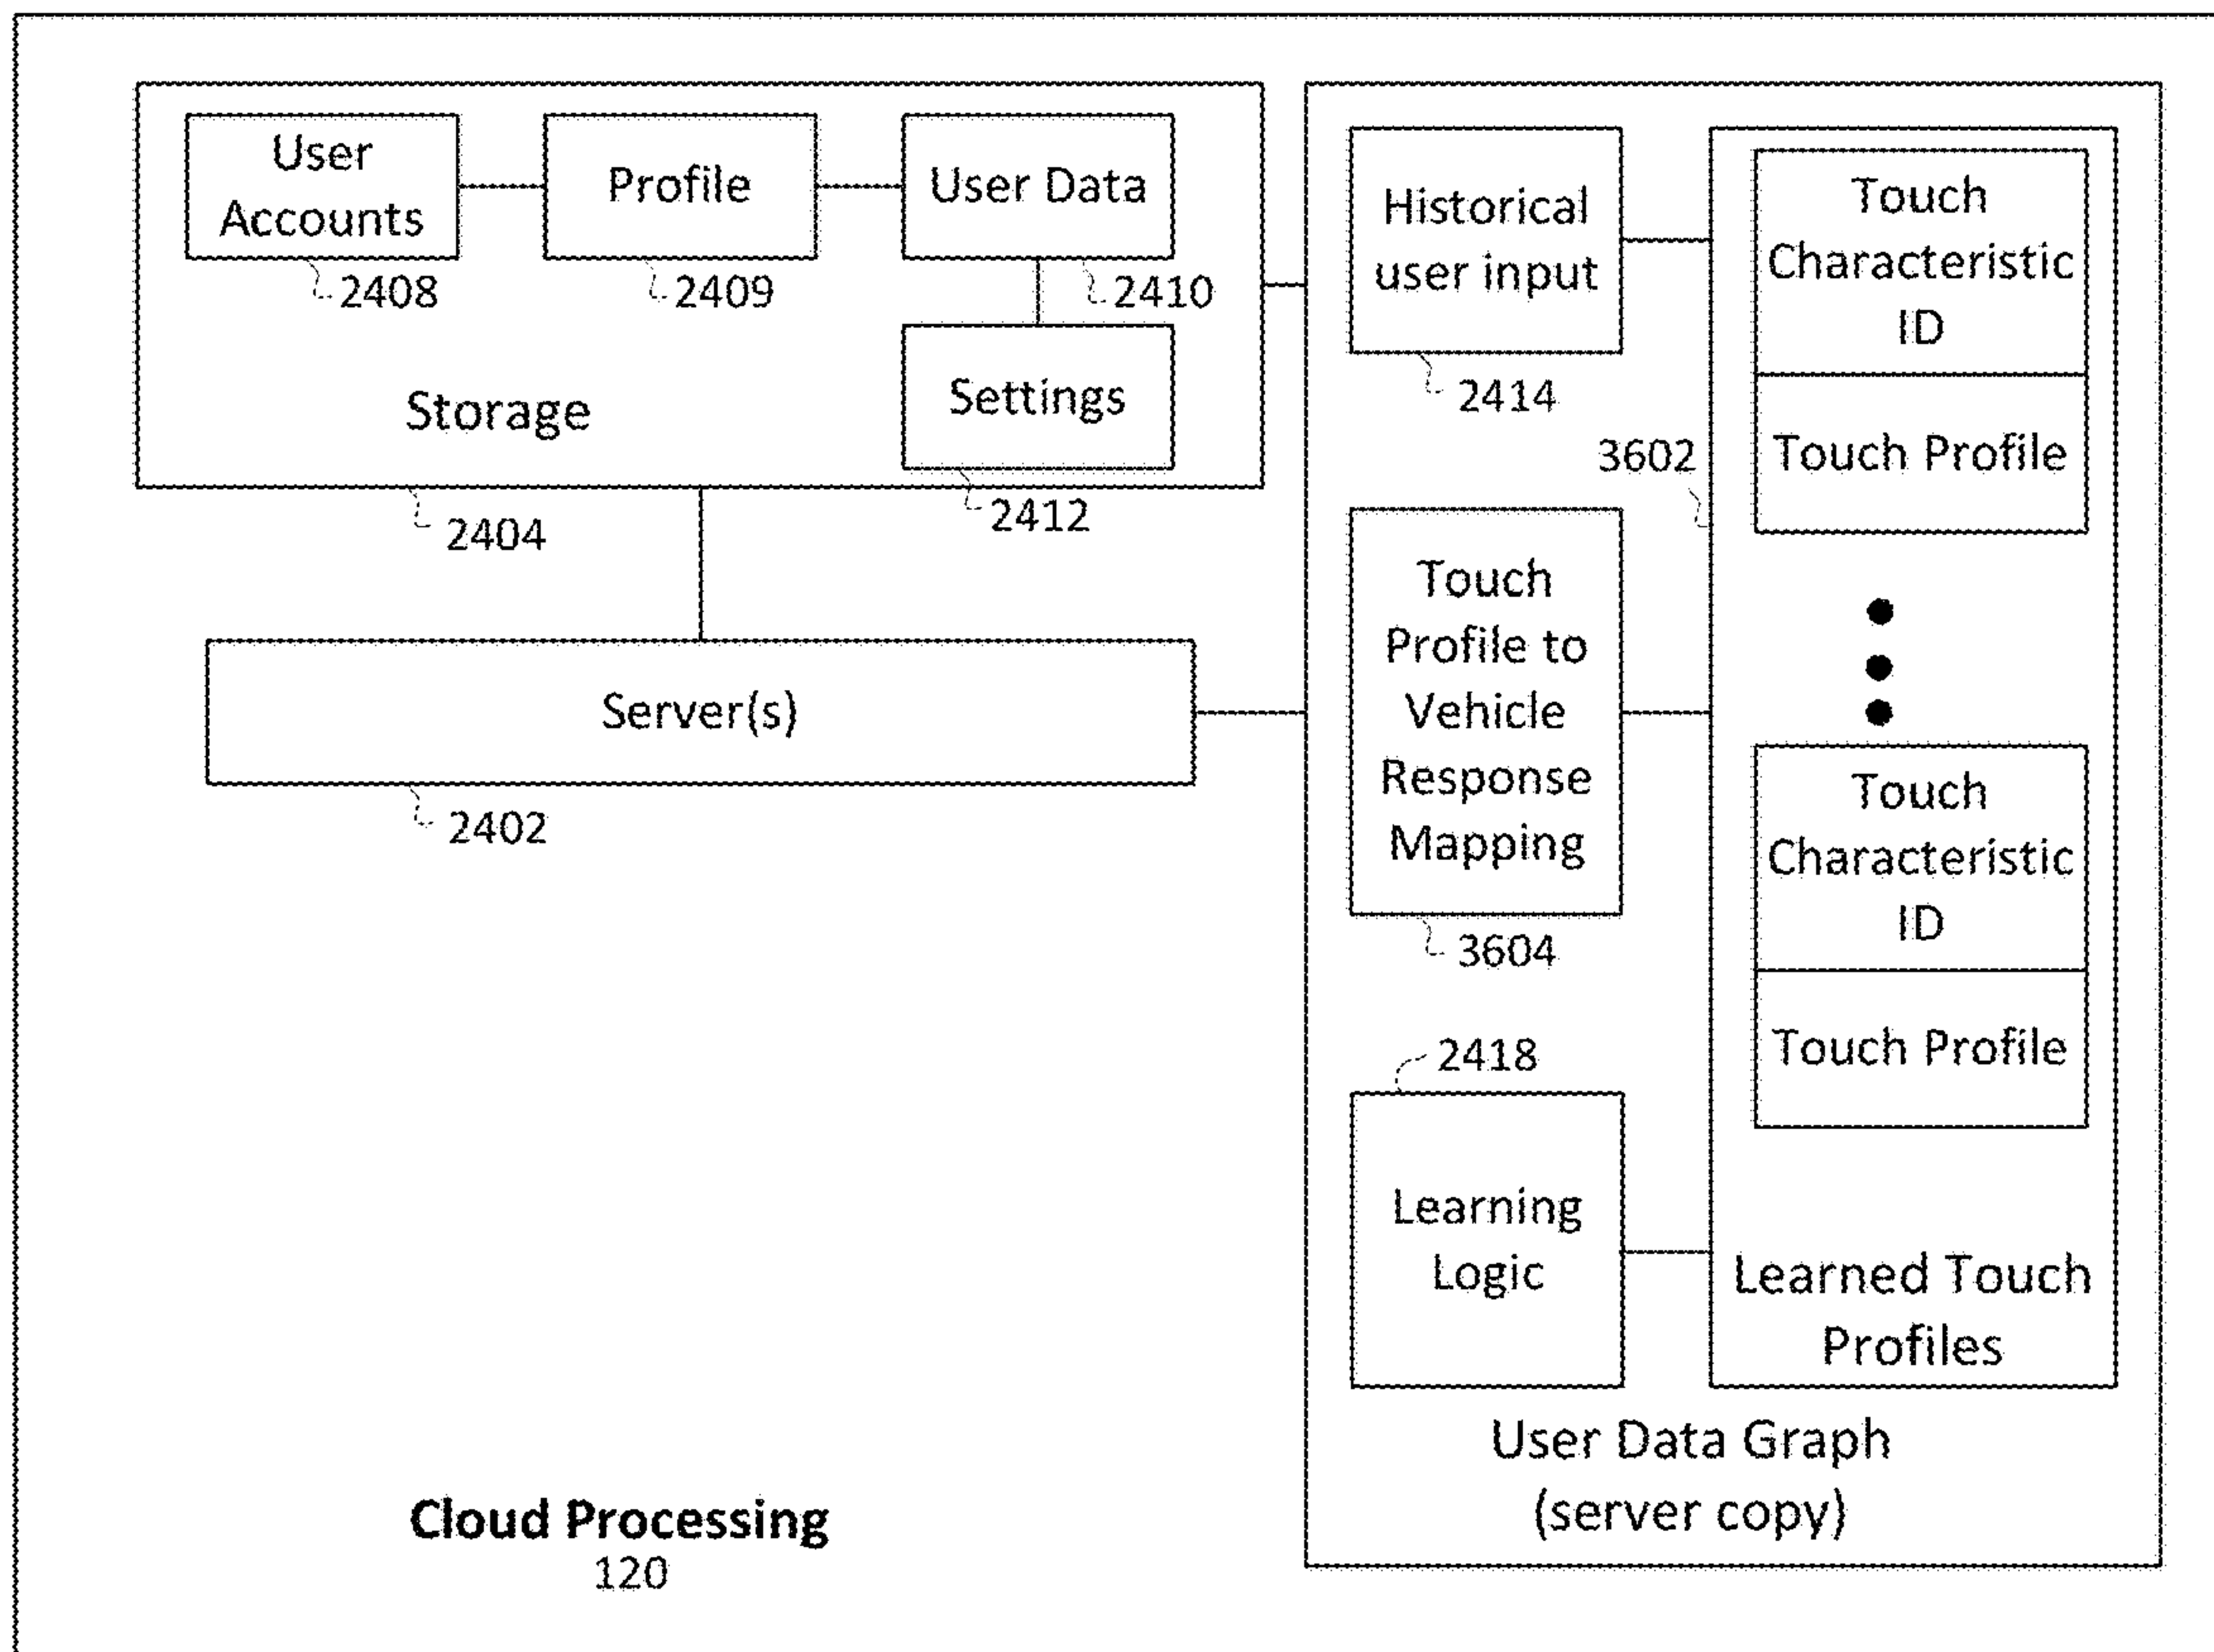 User
Accounts
2408
Profile
2409
User Data
2410
Settings
2412
Storage
2404
Server(s)
2402
Historical
user input
2414
Touch
Profile to
Vehicle
Response
Mapping
3604
2418
Learning
Logic
3602
Touch
Characteristic
ID
Touch Profile
Touch
Characteristic
ID
Touch Profile
Learned Touch
Profiles
User Data Graph
(server copy)
Cloud Processing
120